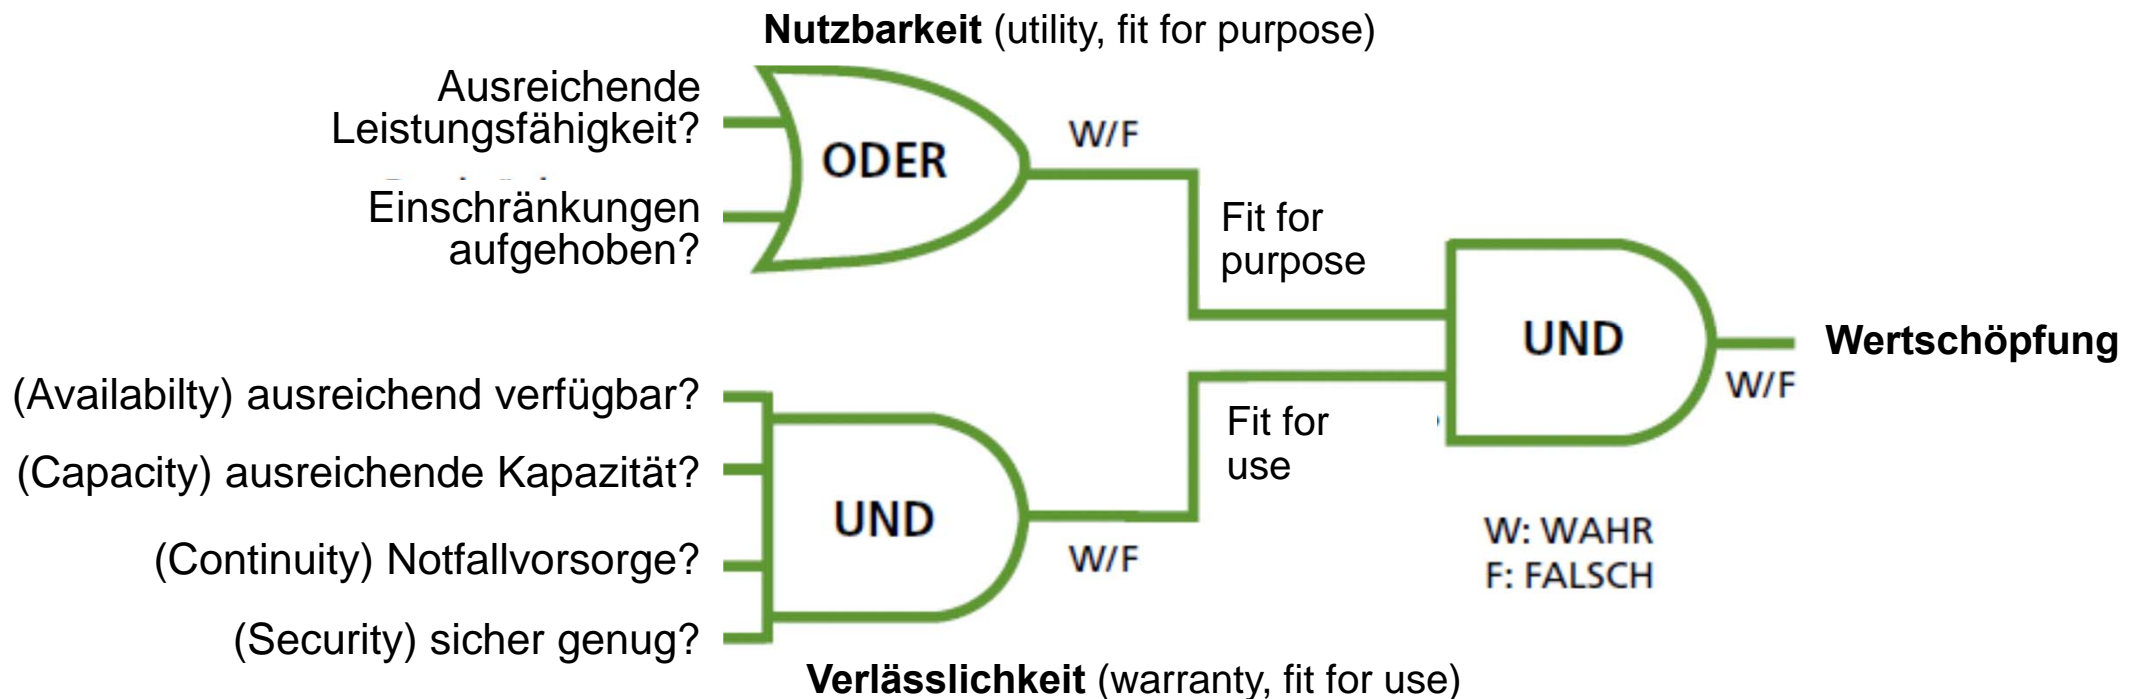 Nutzbarkeit (utility, fit for purpose)
Ausreichende
Leistungsfähigkeit?
ODER
W/F
Einschränkungen
aufgehoben?
Fit for
purpose
UND
Wertschöpfung
W/F
(Availabilty) ausreichend verfügbar?
Fit for
use
(Capacity) ausreichende Kapazität?
UND
(Continuity) Notfallvorsorge?
W/F
W: WAHR
F: FALSCH
(Security) sicher genug?
Verlässlichkeit (warranty, fit for use)